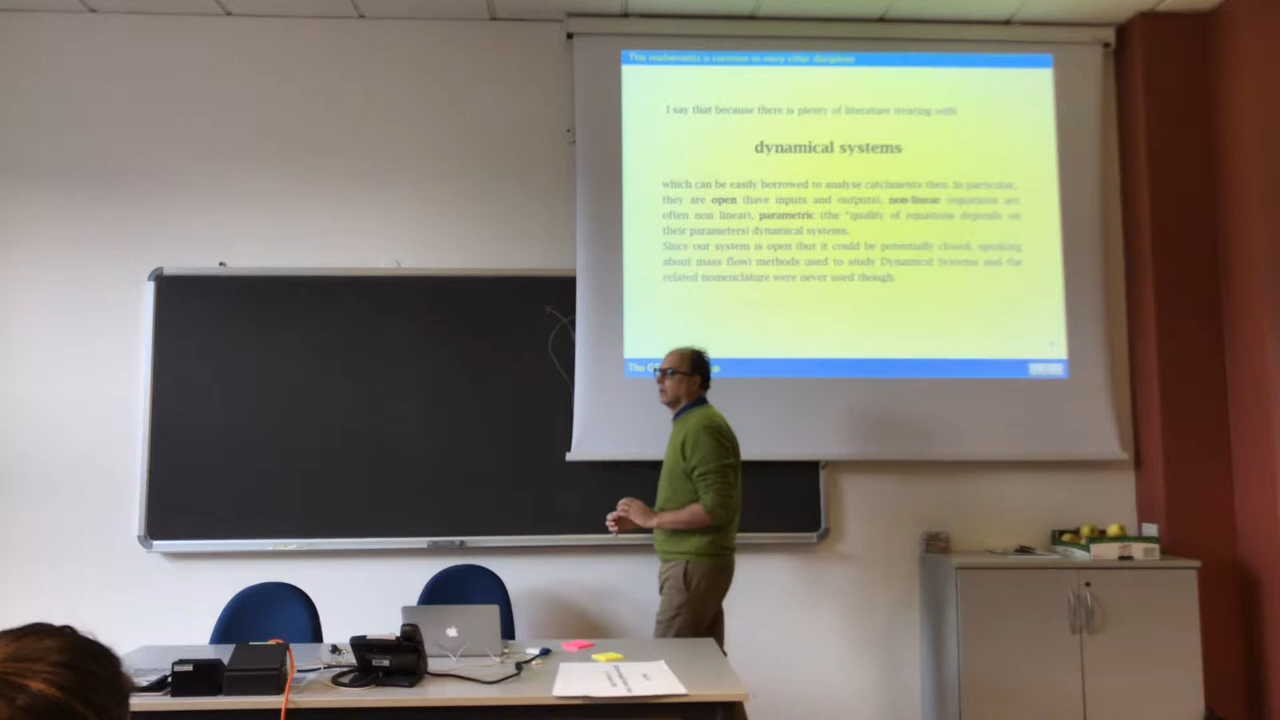 This mathematics is common to many other disciplines
I say that because there is plenty of literature treating with
dynamical systems
which can be easily borrowed to analyse catchments then. In particular,
they are open (have inputs and outputs), non-linear (equations are
often non linear), parametric (the "quality of equations depends on
their parameters) dynamical systems.
Since our system is open (but it could be potentially closed, speaking
about mass flow) methods used to study Dynamical Systems and the
related nomenclature were never used though.
The